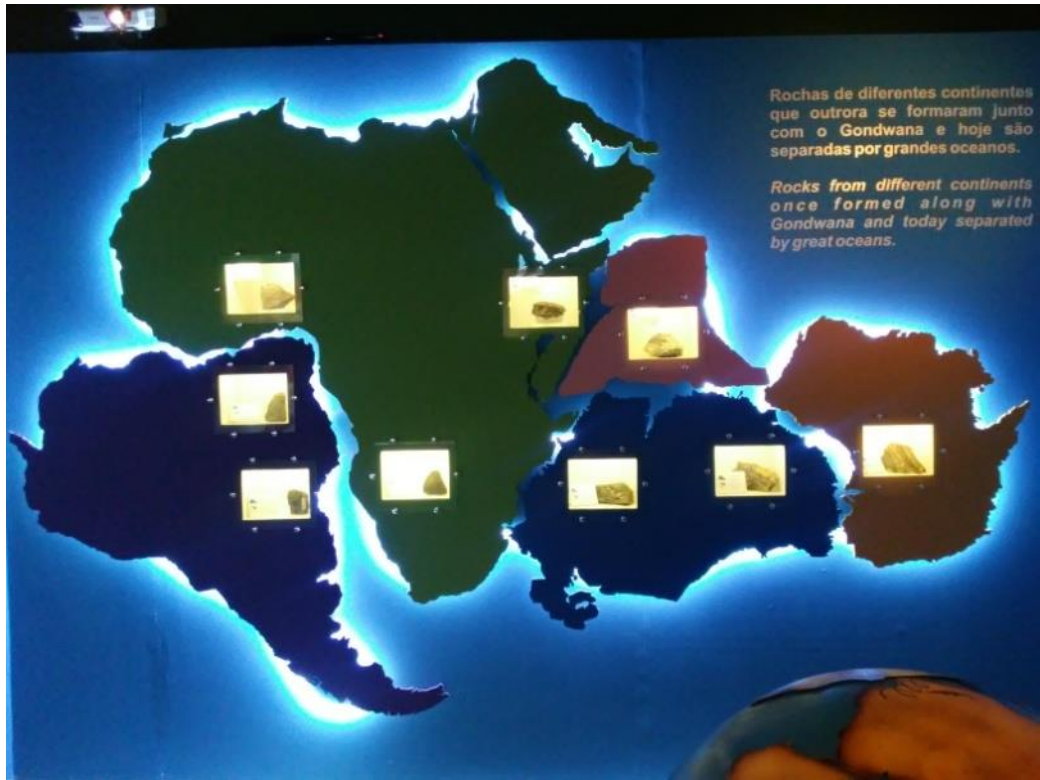 Rochas de diferentes continentes
que outrora se formaram junto
com o Gondwana e hoje são
separadas por grandes oceanos.
Rocks from different continents
once formed along with
Gondwana and today separated
by great oceans.